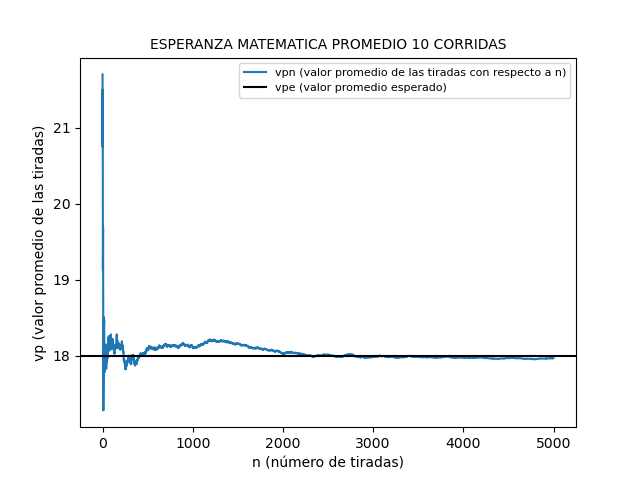 ESPERANZA MATEMATICA PROMEDIO 10 CORRIDAS
vpn (valor promedio de las tiradas con respecto a n)
vpe (valor promedio esperado)
vp (valor promedio de las tiradas)
21
20
19
18
0 1000 2000 3000 4000 5000
n (número de tiradas)